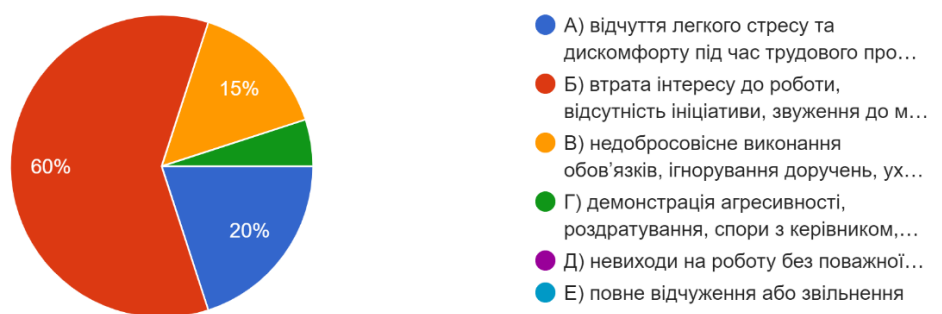 60%
15%
20%
А) відчуття легкого стресу та
дискомфорту під час трудового про…
Б) втрата інтересу до роботи,
відсутність ініціативи, звуження до м…
В) недобросовісне виконання
обов’язків, ігнорування доручень, ух…
Г) демонстрація агресивності,
роздратування, спори з керівником,…
Д) невиходи на роботу без поважної…
Е) повне відчуження або звільнення